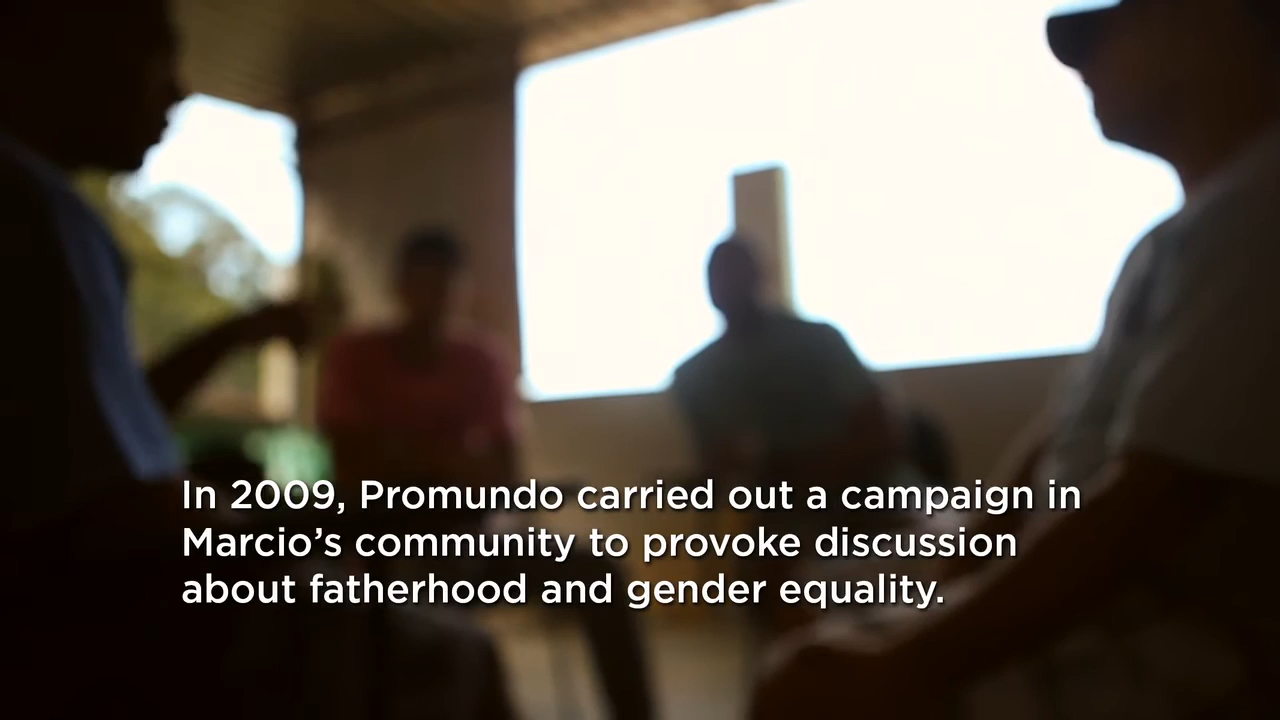 In 2009, Promundo carried out a campaign in
Marcio’s community to provoke discussion
about fatherhood and gender equality.